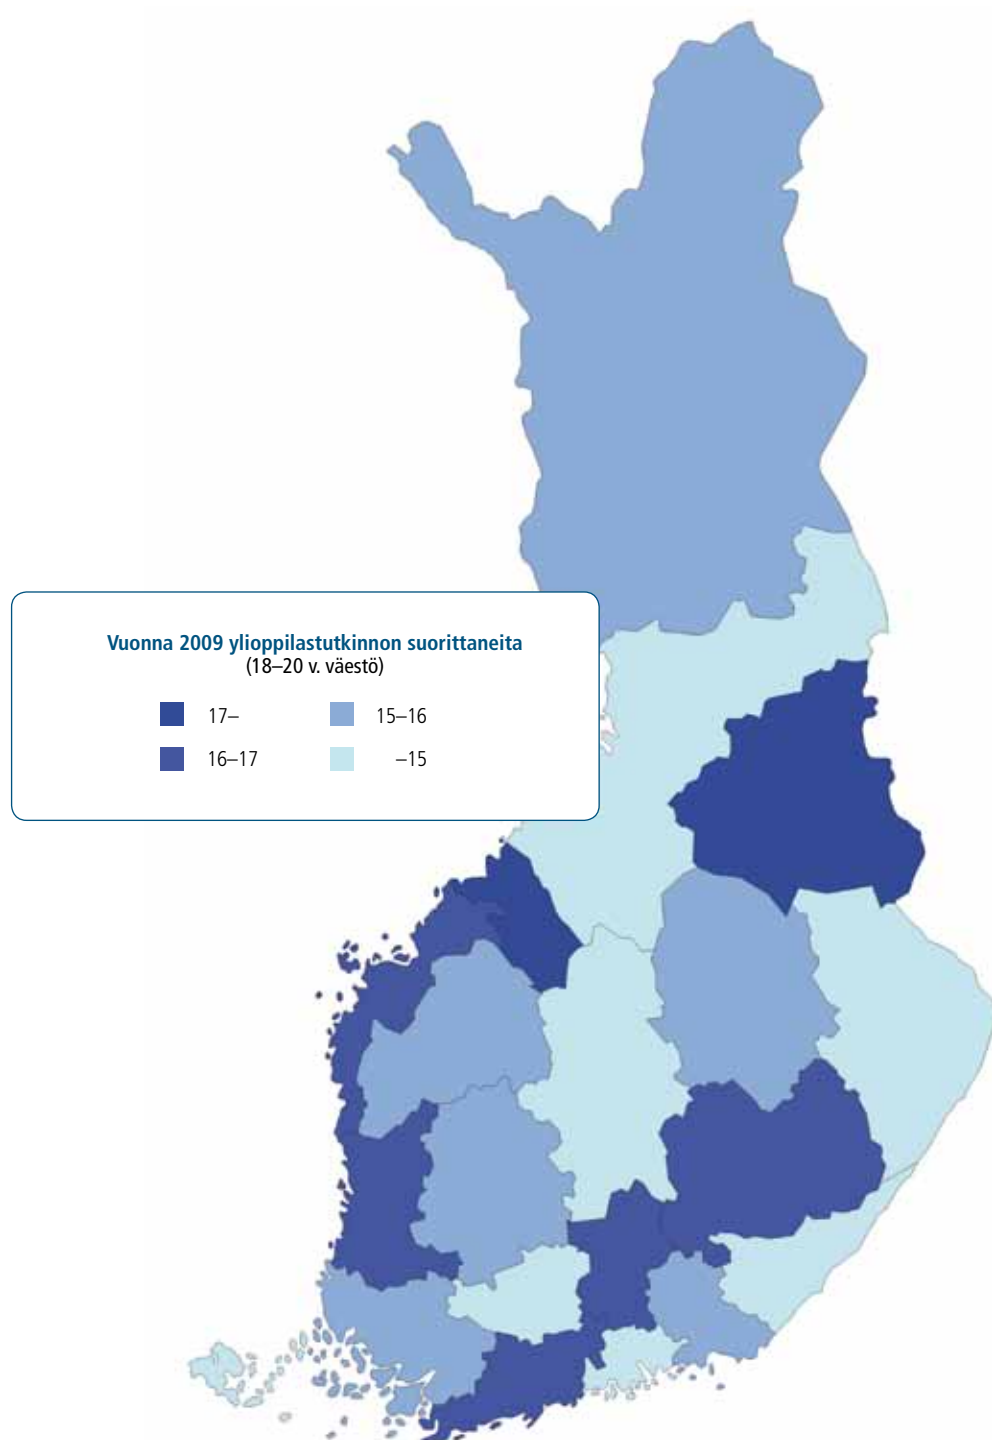 Vuonna 2009 ylioppilastutkinnon suorittaneita
(18–20 v. väestö)
17–
15–16
16–17
–15